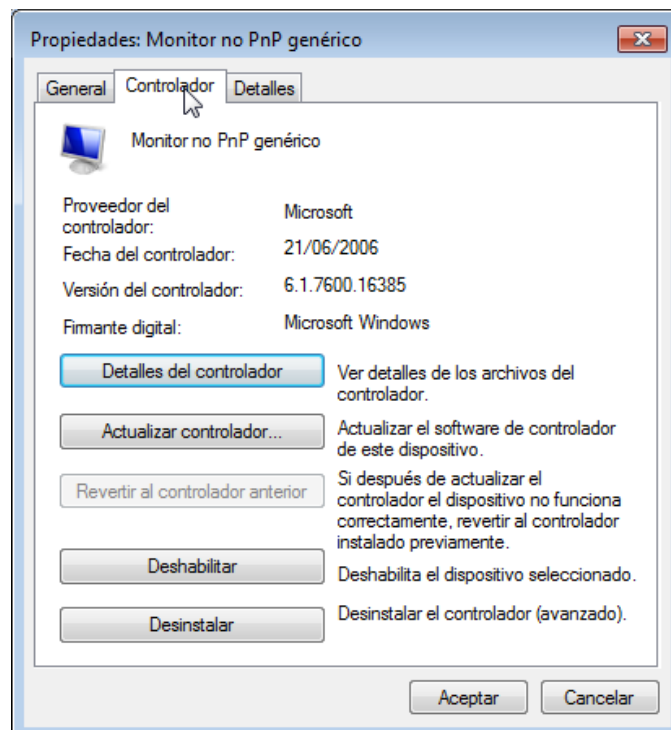 Propiedades: Monitor no PnP genérico
General
Controlador
Detalles
Monitor no PnP genérico
Proveedor del
controlador:
Microsoft
Fecha del controlador:
21/06/2006
Versión del controlador:
6.1.7600.16385
Firmante digital:
Microsoft Windows
Detalles del controlador
Ver detalles de los archivos del
controlador.
Actualizar controlador...
Actualizar el software de controlador
de este dispositivo.
Revertir al controlador anterior
Si después de actualizar el
controlador el dispositivo no funciona
correctamente, revertir al controlador
instalado previamente.
Deshabilitar
Deshabilita el dispositivo seleccionado.
Desinstalar
Desinstalar el controlador (avanzado).
Aceptar
Cancelar